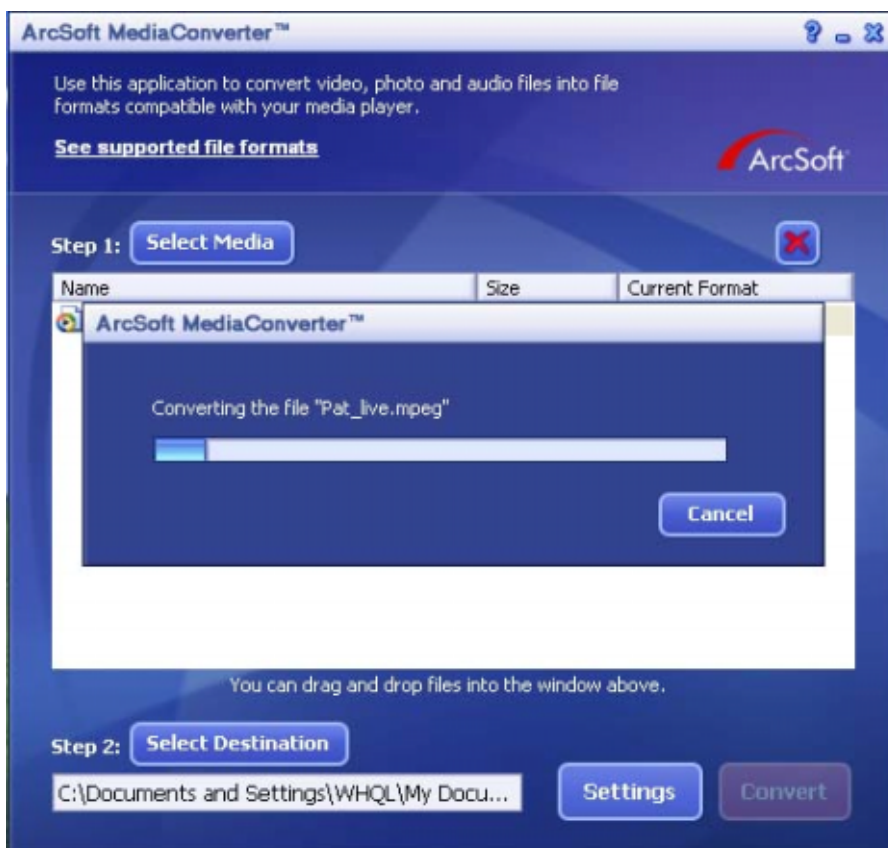 ArcSoft MediaConverter™
Use this application to convert video, photo and audio files into file
formats compatible with your media player.
See supported file formats
ArcSoft
Step 1: Select Media
Name Size Current Format
ArcSoft MediaConverter™
Converting the file "Pat_live.mpeg"
Cancel
You can drag and drop files into the window above.
Step 2: Select Destination
C:\Documents and Settings\WHQL\My Docu... Settings Convert